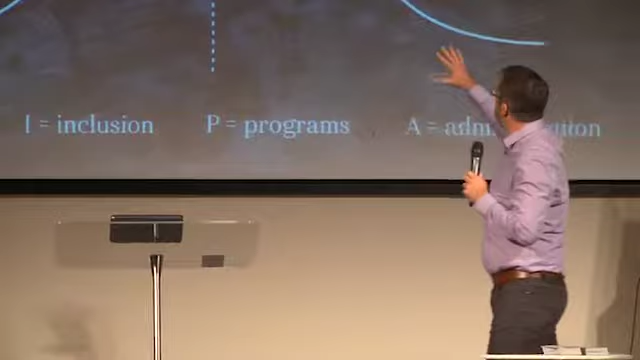 I = inclusion P = programs A =